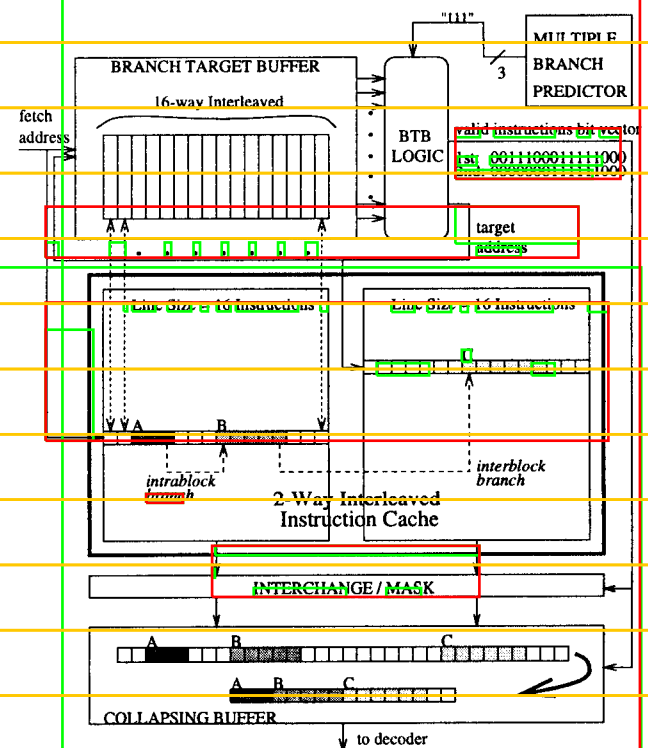 "111"
MULTIPLE
BRANCH
PREDICTOR
3
BRANCH TARGET BUFFER
16-way Interleaved
fetch
address
BTB
LOGIC
valid instructions bit vector
1st 0011100011111000
target
address
Line Size = 16 Instructions
Line Size = 16 Instructions
C
A B
intrablock
branch
interblock
branch
2-Way Interleaved
Instruction Cache
INTERCHANGE / MASK
A B C
A B C
COLLAPSING BUFFER
to decoder